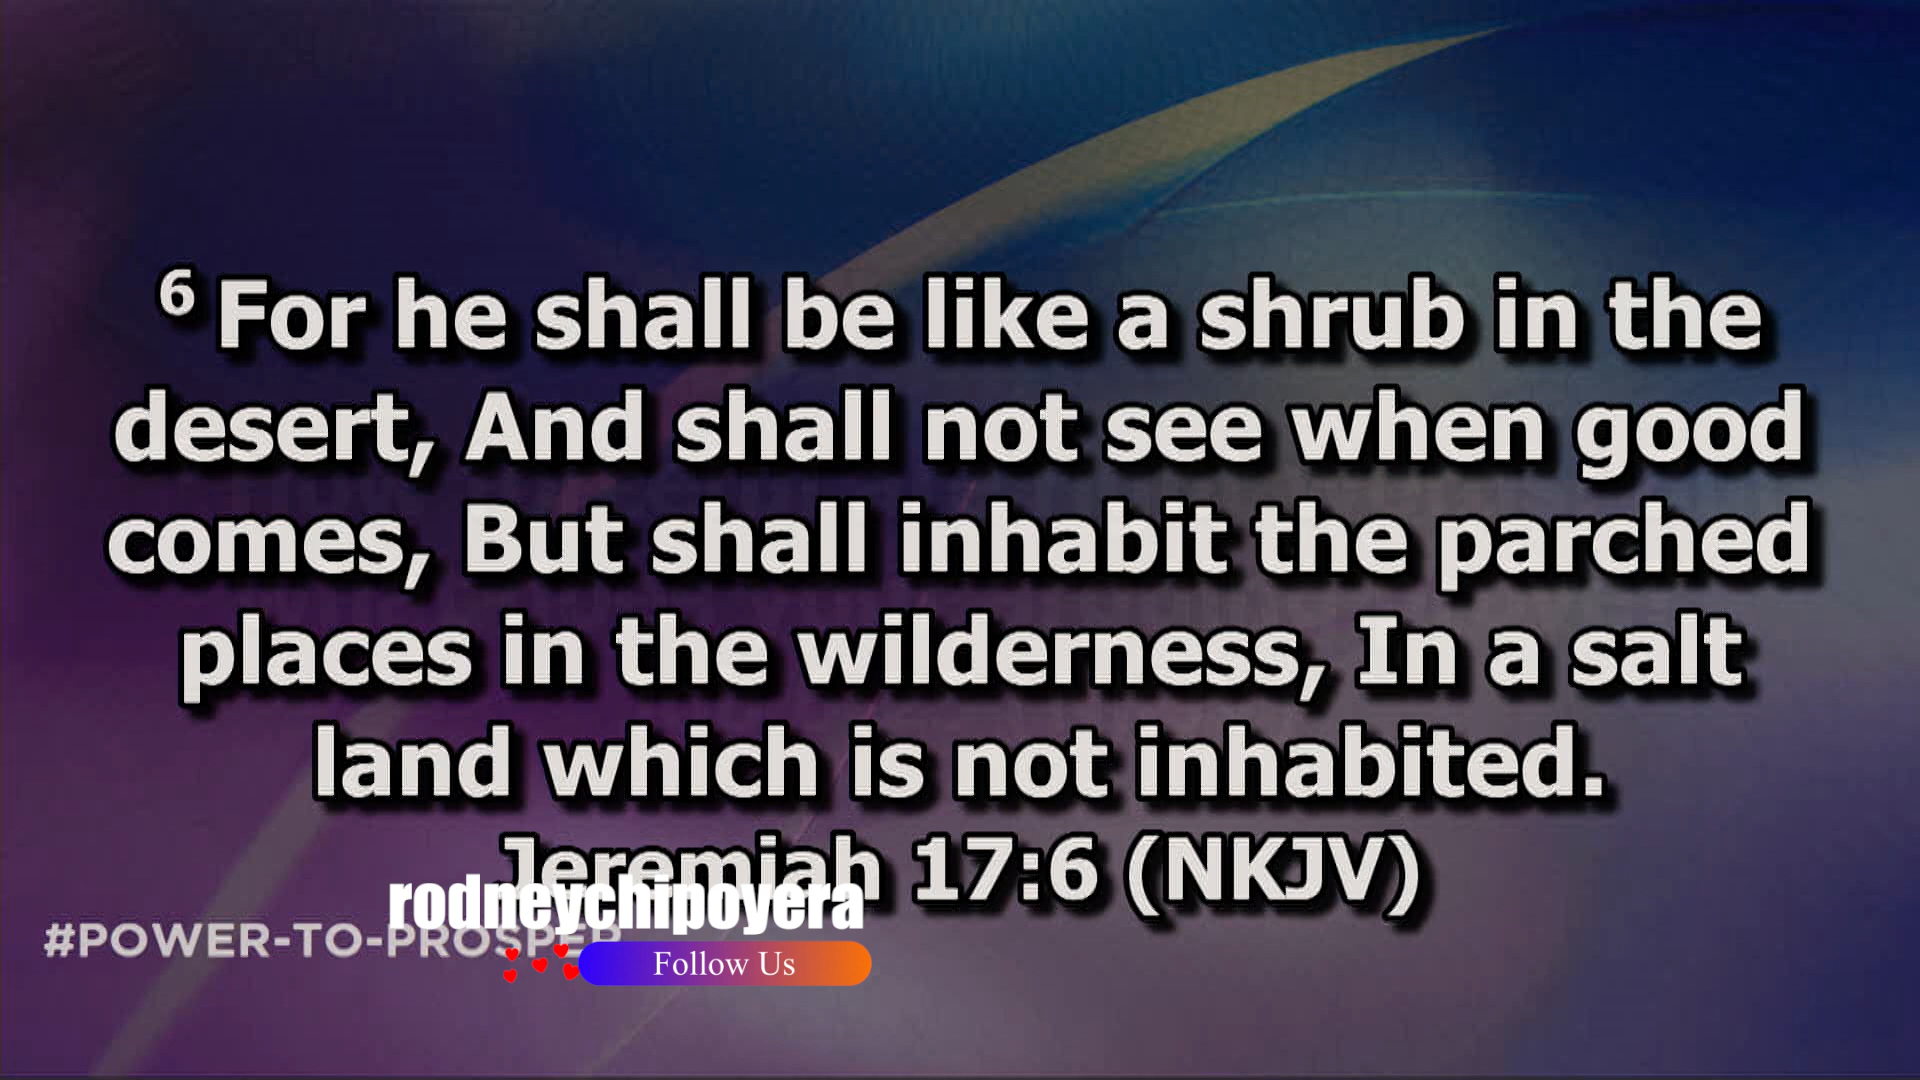 6 For he shall be like a shrub in the
desert, And shall not see when good
comes, But shall inhabit the parched
places in the wilderness, In a salt
land which is not inhabited.
Jeremiah 17:6 (NKJV)
rodneychipoyera
#POWER-TO-PROSPER
Follow Us